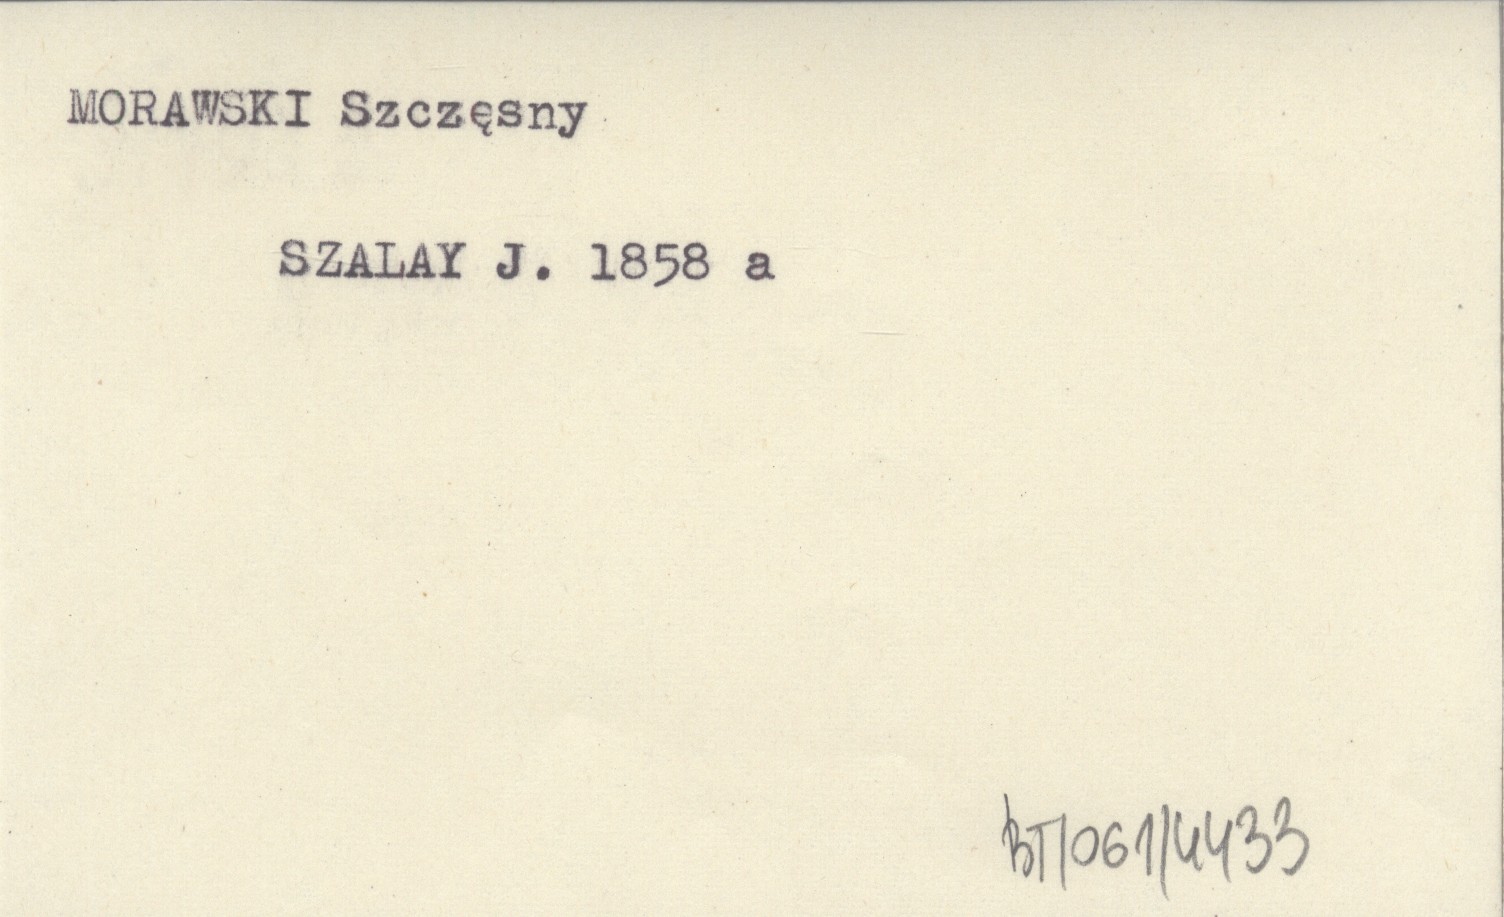 MORAWSKI Szczęsny
SZALAY J. 1858 a
BT/061/4433